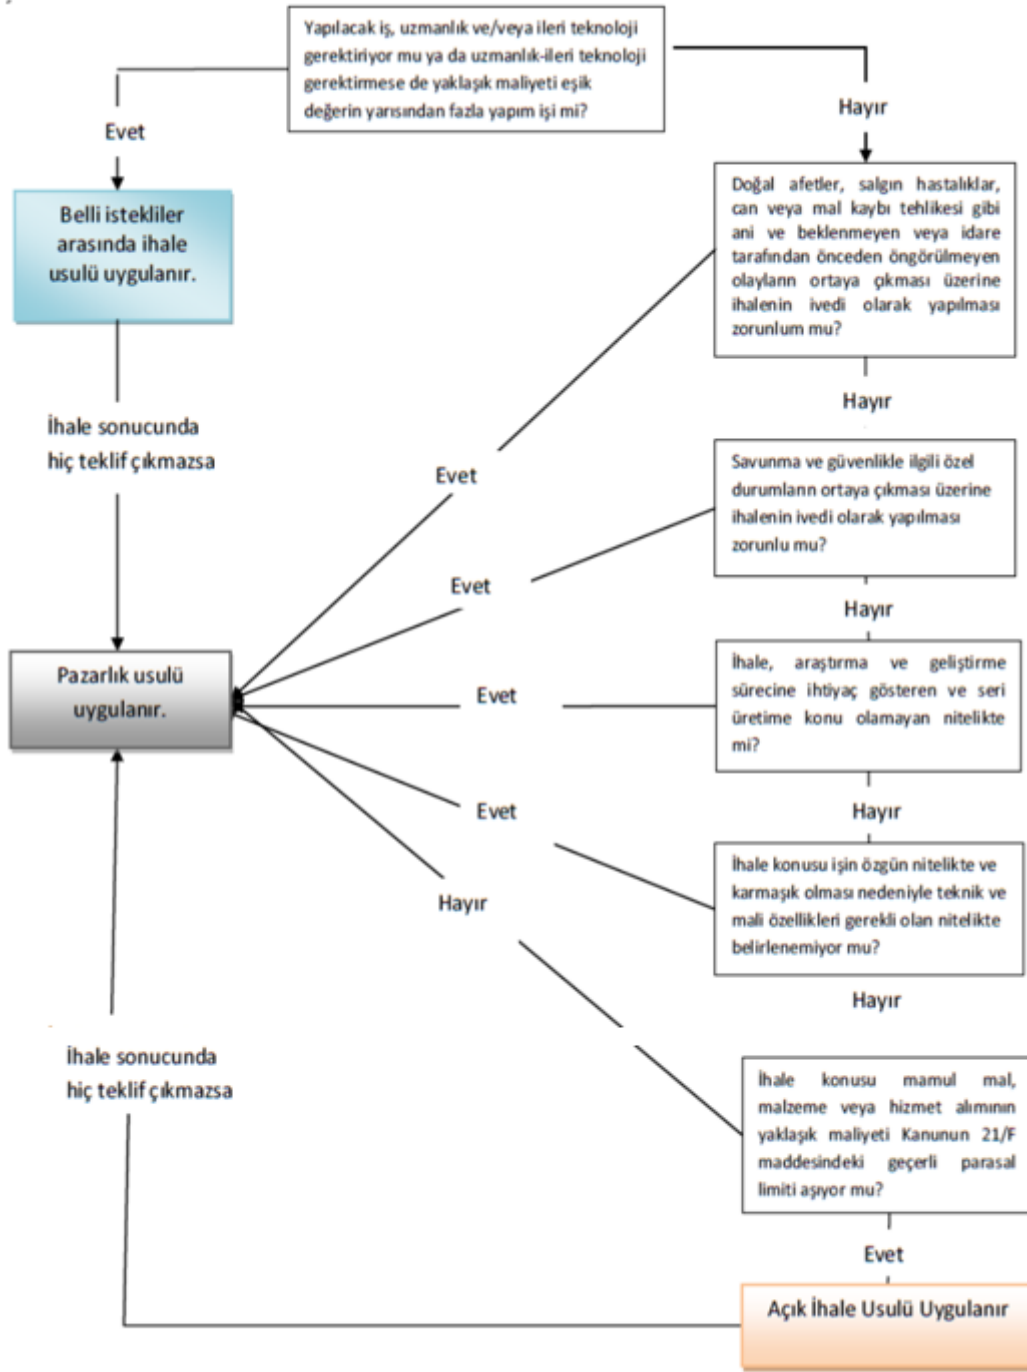 Yapılacak iş, uzmanlık ve/veya ileri teknoloji
gerektiriyor mu ya da uzmanlık-ileri teknoloji
gerektirmese de yaklaşık maliyeti eşik
değerin yarısından fazla yapım işi mi?
Evet
Hayır
Belli istekliler
arasında ihale
usulü uygulanır.
Doğal afetler, salgın hastalıklar,
can veya mal kaybı tehlikesi gibi
ani ve beklenmeyen veya idare
tarafından önceden öngörülmeyen
olayların ortaya çıkması üzerine
ihalenin ivedi olarak yapılması
zorunlum mu?
İhale sonucunda
hiç teklif çıkmazsa
Hayır
Evet
Savunma ve güvenlikle ilgili özel
durumların ortaya çıkması üzerine
ihalenin ivedi olarak yapılması
zorunlu mu?
Evet
Hayır
Pazarlık usulü
uygulanır.
Evet
İhale, araştırma ve geliştirme
sürecine ihtiyaç gösteren ve seri
üretime konu olamayan nitelikte
mi?
Evet
Hayır
Hayır
İhale konusu işin özgün nitelikte ve
karmaşık olması nedeniyle teknik ve
mali özellikleri gerekli olan nitelikte
belirlenemiyor mu?
Hayır
İhale sonucunda
hiç teklif çıkmazsa
İhale konusu mamul mal,
malzeme veya hizmet alımının
yaklaşık maliyeti Kanunun 21/F
maddesindeki geçerli parasal
limiti aşıyor mu?
Evet
Açık İhale Usulü Uygulanır